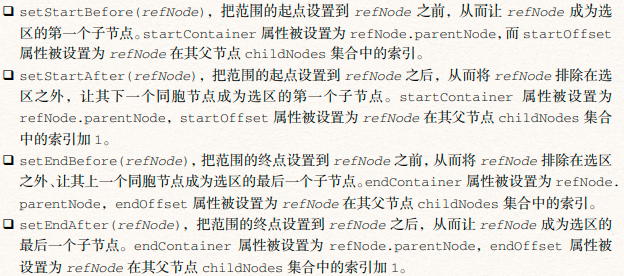 ❑ setStartBefore(refNode)，把范围的起点设置到 refNode 之前，从而让 refNode 成为选
区的第一个子节点。startContainer 属性被设置为 refNode.parentNode，而 startOffset
属性被设置为 refNode 在其父节点 childNodes 集合中的索引。
❑ setStartAfter(refNode)，把范围的起点设置到 refNode 之后，从而将 refNode 排除在选
区之外，让其下一个同胞节点成为选区的第一个子节点。startContainer 属性被设置为
refNode.parentNode，startOffset 属性被设置为 refNode 在其父节点 childNodes 集合
中的索引加 1。
❑ setEndBefore(refNode)，把范围的终点设置到 refNode 之前，从而将 refNode 排除在选区
之外、让其上一个同胞节点成为选区的最后一个子节点。endContainer 属性被设置为 refNode.
parentNode，endOffset 属性被设置为 refNode 在其父节点 childNodes 集合中的索引。
❑ setEndAfter(refNode)，把范围的终点设置到 refNode 之后，从而让 refNode 成为选区的
最后一个子节点。endContainer 属性被设置为 refNode.parentNode，endOffset 属性被
设置为 refNode 在其父节点 childNodes 集合中的索引加 1。